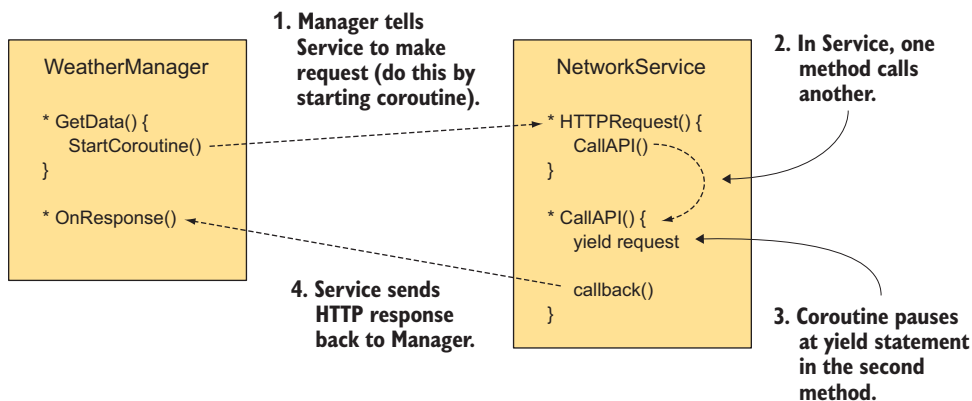 1. Manager tells
Service to make
request (do this by
starting coroutine).
WeatherManager
* GetData() {
StartCoroutine()
}
* OnResponse()
NetworkService
* HTTPRequest() {
CallAPI()
}
* CallAPI() {
yield request
callback()
}
2. In Service, one
method calls
another.
3. Coroutine pauses
at yield statement
in the second
method.
4. Service sends
HTTP response
back to Manager.